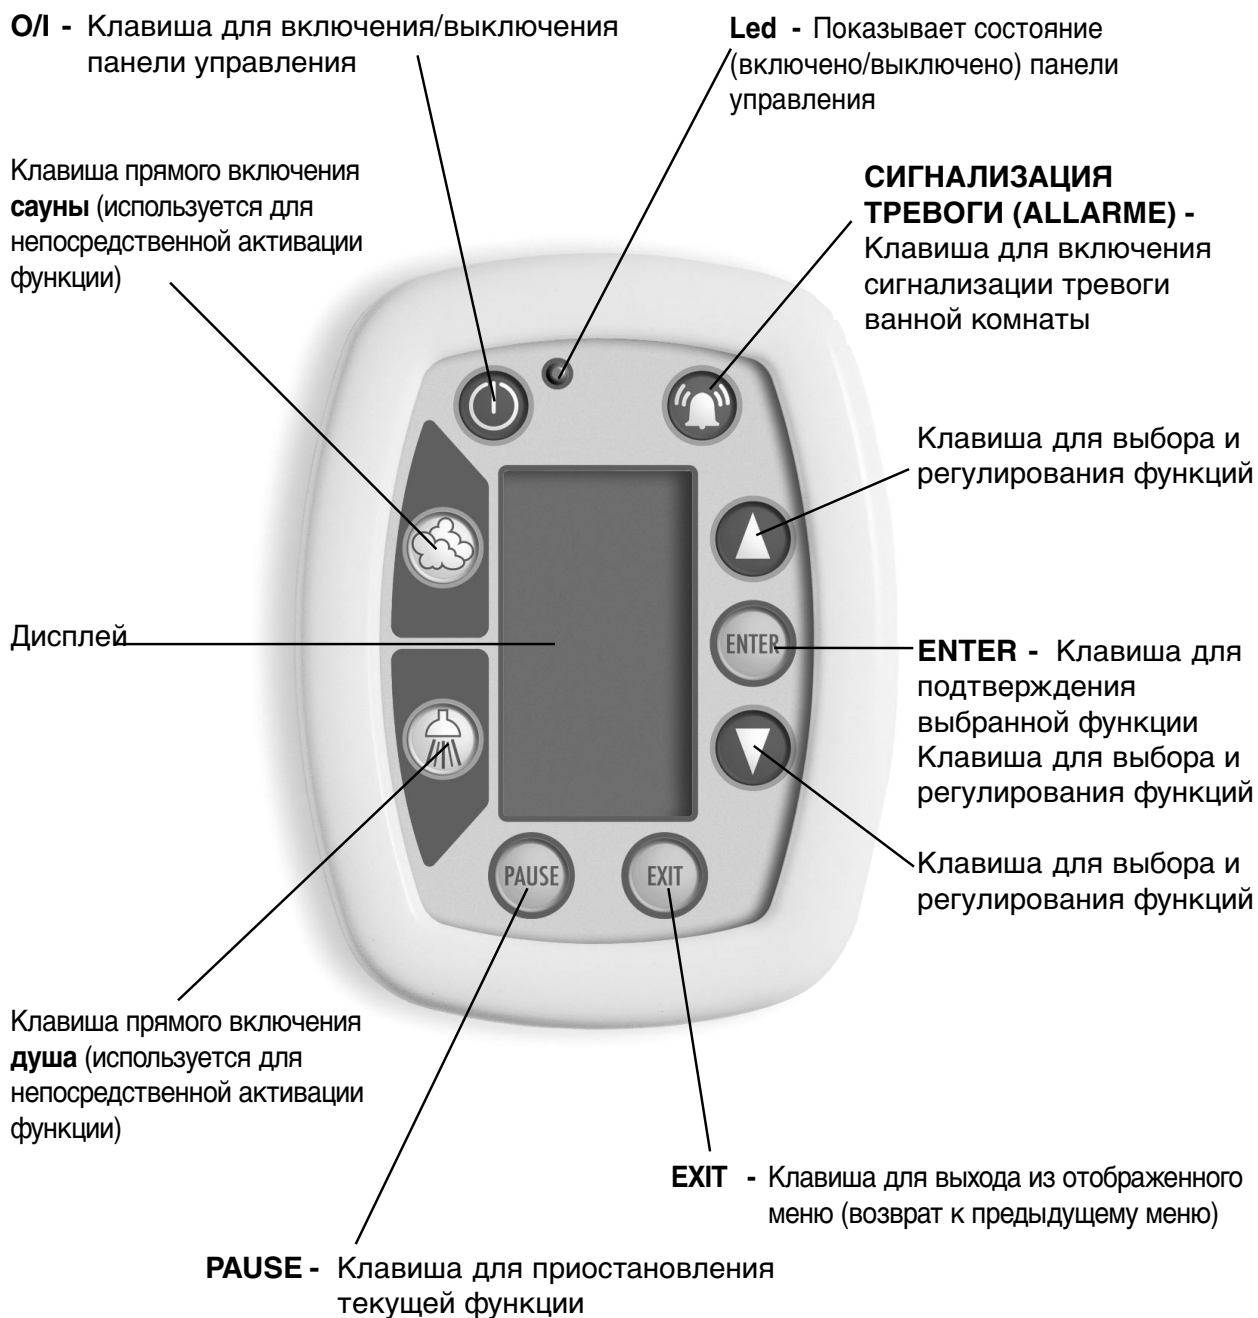 O/I - Клавиша для включения/выключения
панели управления
Led - Показывает состояние
(включено/выключено) панели
управления
Клавиша прямого включения
сауны (используется для
непосредственной активации
функции)
СИГНАЛИЗАЦИЯ
ТРЕВОГИ (ALLARME) -
Клавиша для включения
сигнализации тревоги
ванной комнаты
Клавиша для выбора и
регулирования функций
Дисплей
ENTER
ENTER - Клавиша для
подтверждения
выбранной функции
Клавиша для выбора и
регулирования функций
Клавиша для выбора и
регулирования функций
PAUSE
EXIT
Клавиша прямого включения
душа (используется для
непосредственной активации
функции)
EXIT - Клавиша для выхода из отображенного
меню (возврат к предыдущему меню)
PAUSE - Клавиша для приостановления
текущей функции